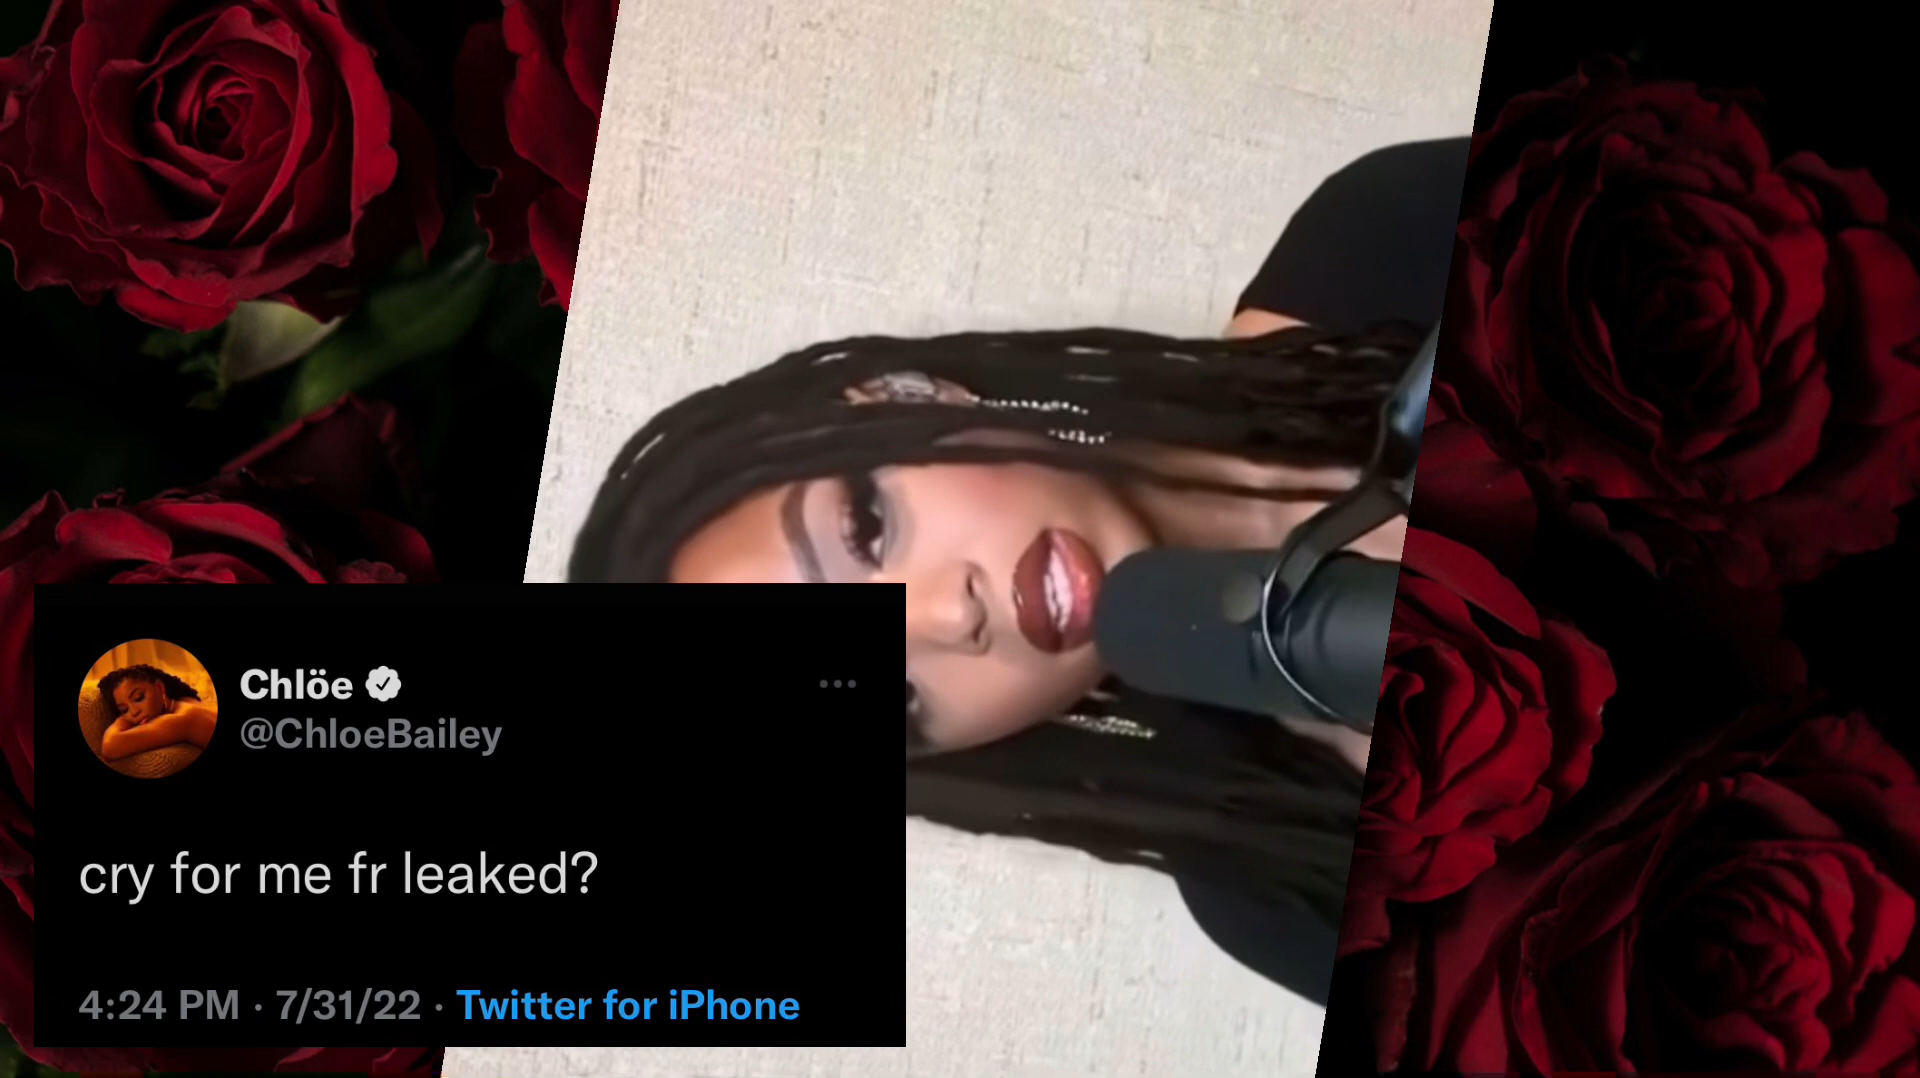 Chlöe
@ChloeBailey
cry for me fr leaked?
4:24 PM · 7/31/22 · Twitter for iPhone